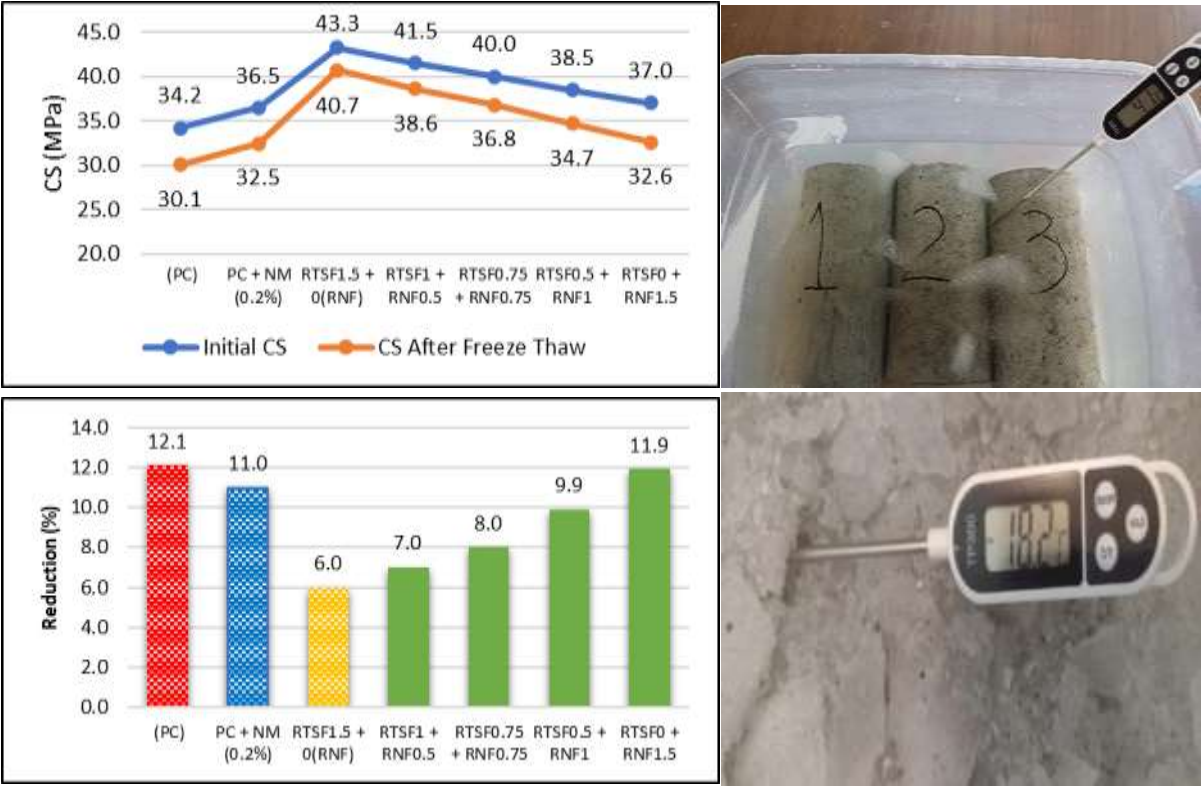 45.0
40.0
35.0
30.0
25.0
20.0
CS (MPa)
34.2
36.5
43.3
41.5
40.0
38.5
37.0
30.1
32.5
40.7
38.6
36.8
34.7
32.6
(PC)
PC + NM (0.2%)
RTSF1.5 + 0(RNF)
RTSF1 + RNF0.5
RTSF0.75 + RNF0.75
RTSF0.5 + RNF1
RTSF0 + RNF1.5
Initial CS
CS After Freeze Thaw
1
2
3
14.0
12.0
10.0
8.0
6.0
4.0
2.0
0.0
Reduction (%)
12.1
11.0
6.0
7.0
8.0
9.9
11.9
(PC)
PC + NM (0.2%)
RTSF1.5 + 0(RNF)
RTSF1 + RNF0.5
RTSF0.75 + RNF0.75
RTSF0.5 + RNF1
RTSF0 + RNF1.5
TP300